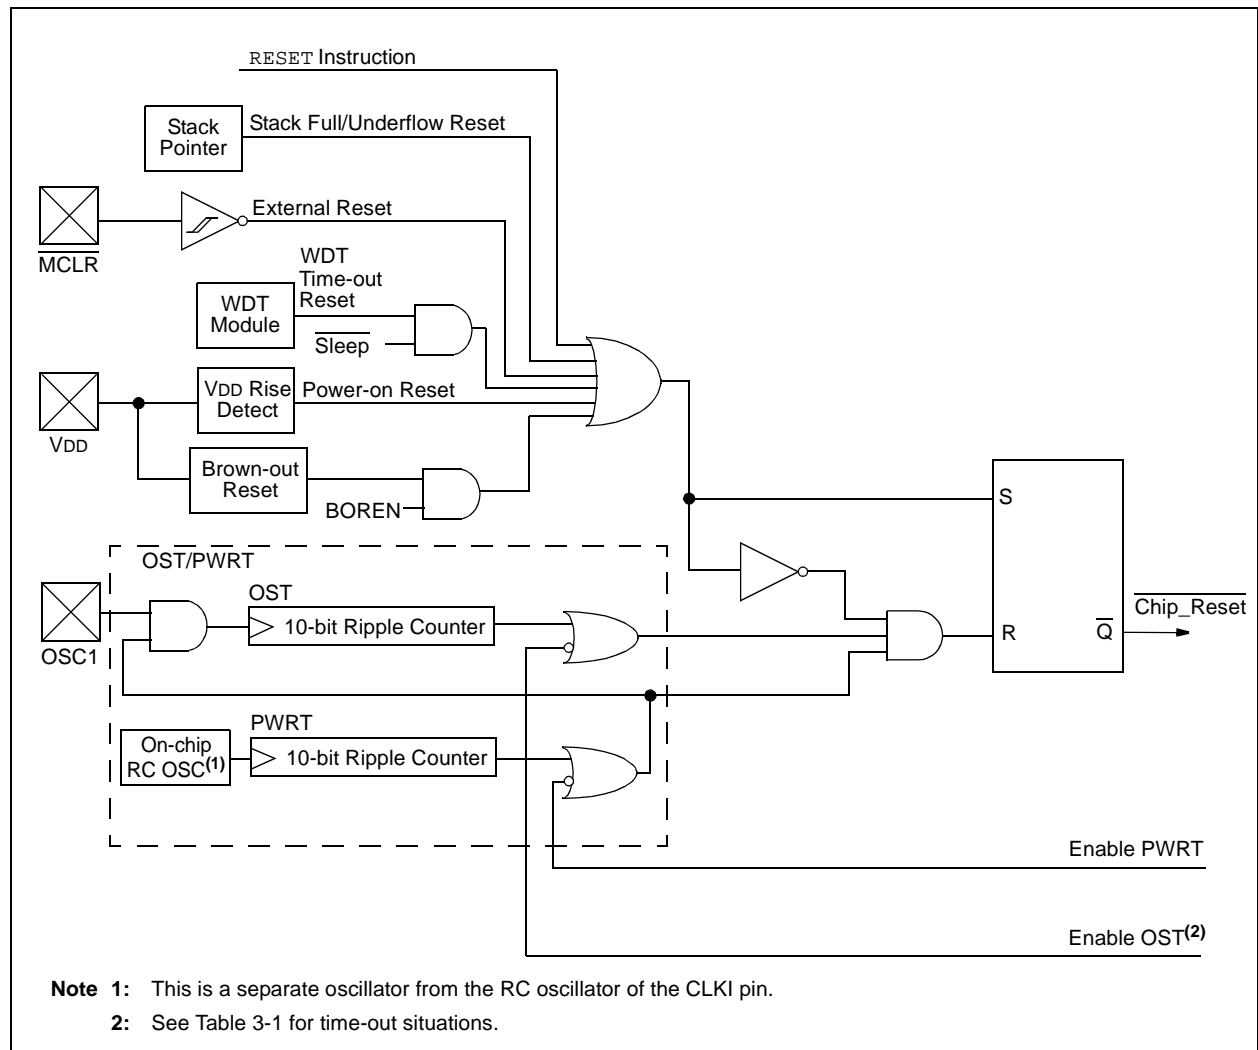 RESET Instruction
Stack
Pointer
Stack Full/Underflow Reset
External Reset
MCLR
WDT
Time-out
Reset
WDT
Module
Sleep
VDD
VDD Rise
Detect
Power-on Reset
Brown-out
Reset
BOREN
S
OST/PWRT
OSC1
OST
10-bit Ripple Counter
R
Q
Chip_Reset
PWRT
On-chip
RC OSC(1)
10-bit Ripple Counter
Enable PWRT
Enable OST(2)
Note 1: This is a separate oscillator from the RC oscillator of the CLKI pin.
2: See Table 3-1 for time-out situations.